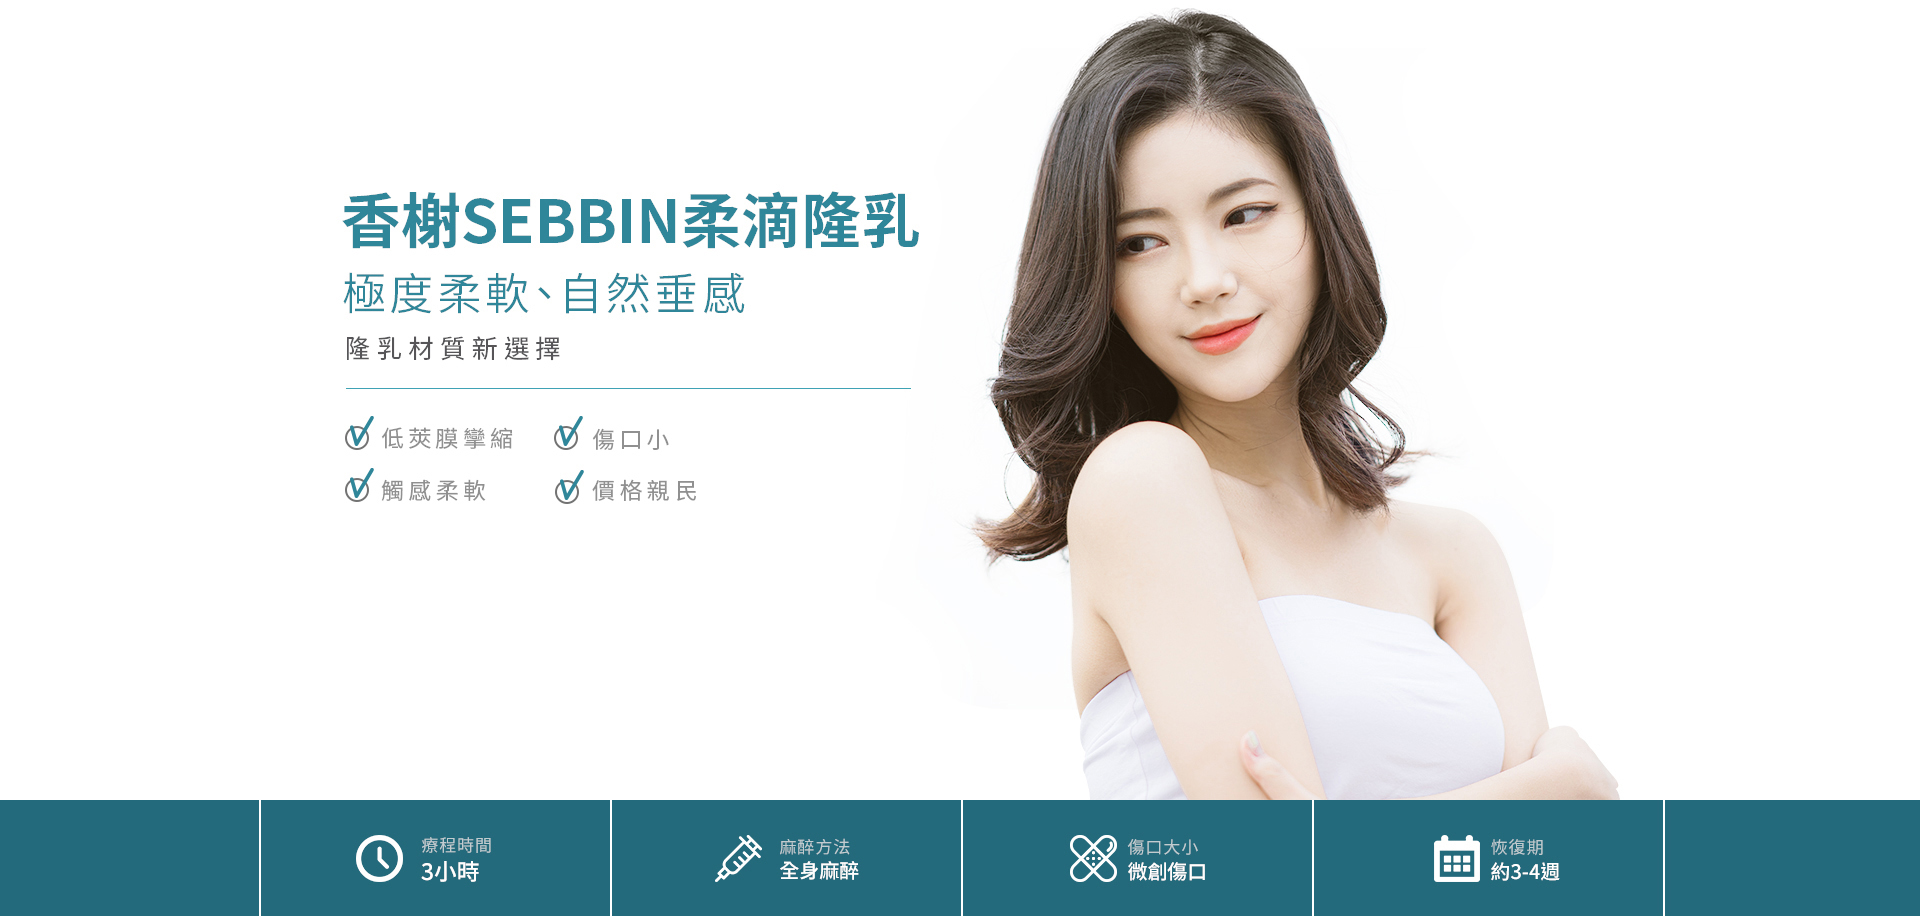 香榭SEBBIN柔滴隆乳
極度柔軟、自然垂感
隆乳材質新選擇
低莢膜攣縮
傷口小
觸感柔軟
價格親民
療程時間
3小時
麻醉方法
全身麻醉
傷口大小
微創傷口
恢復期
約3-4週